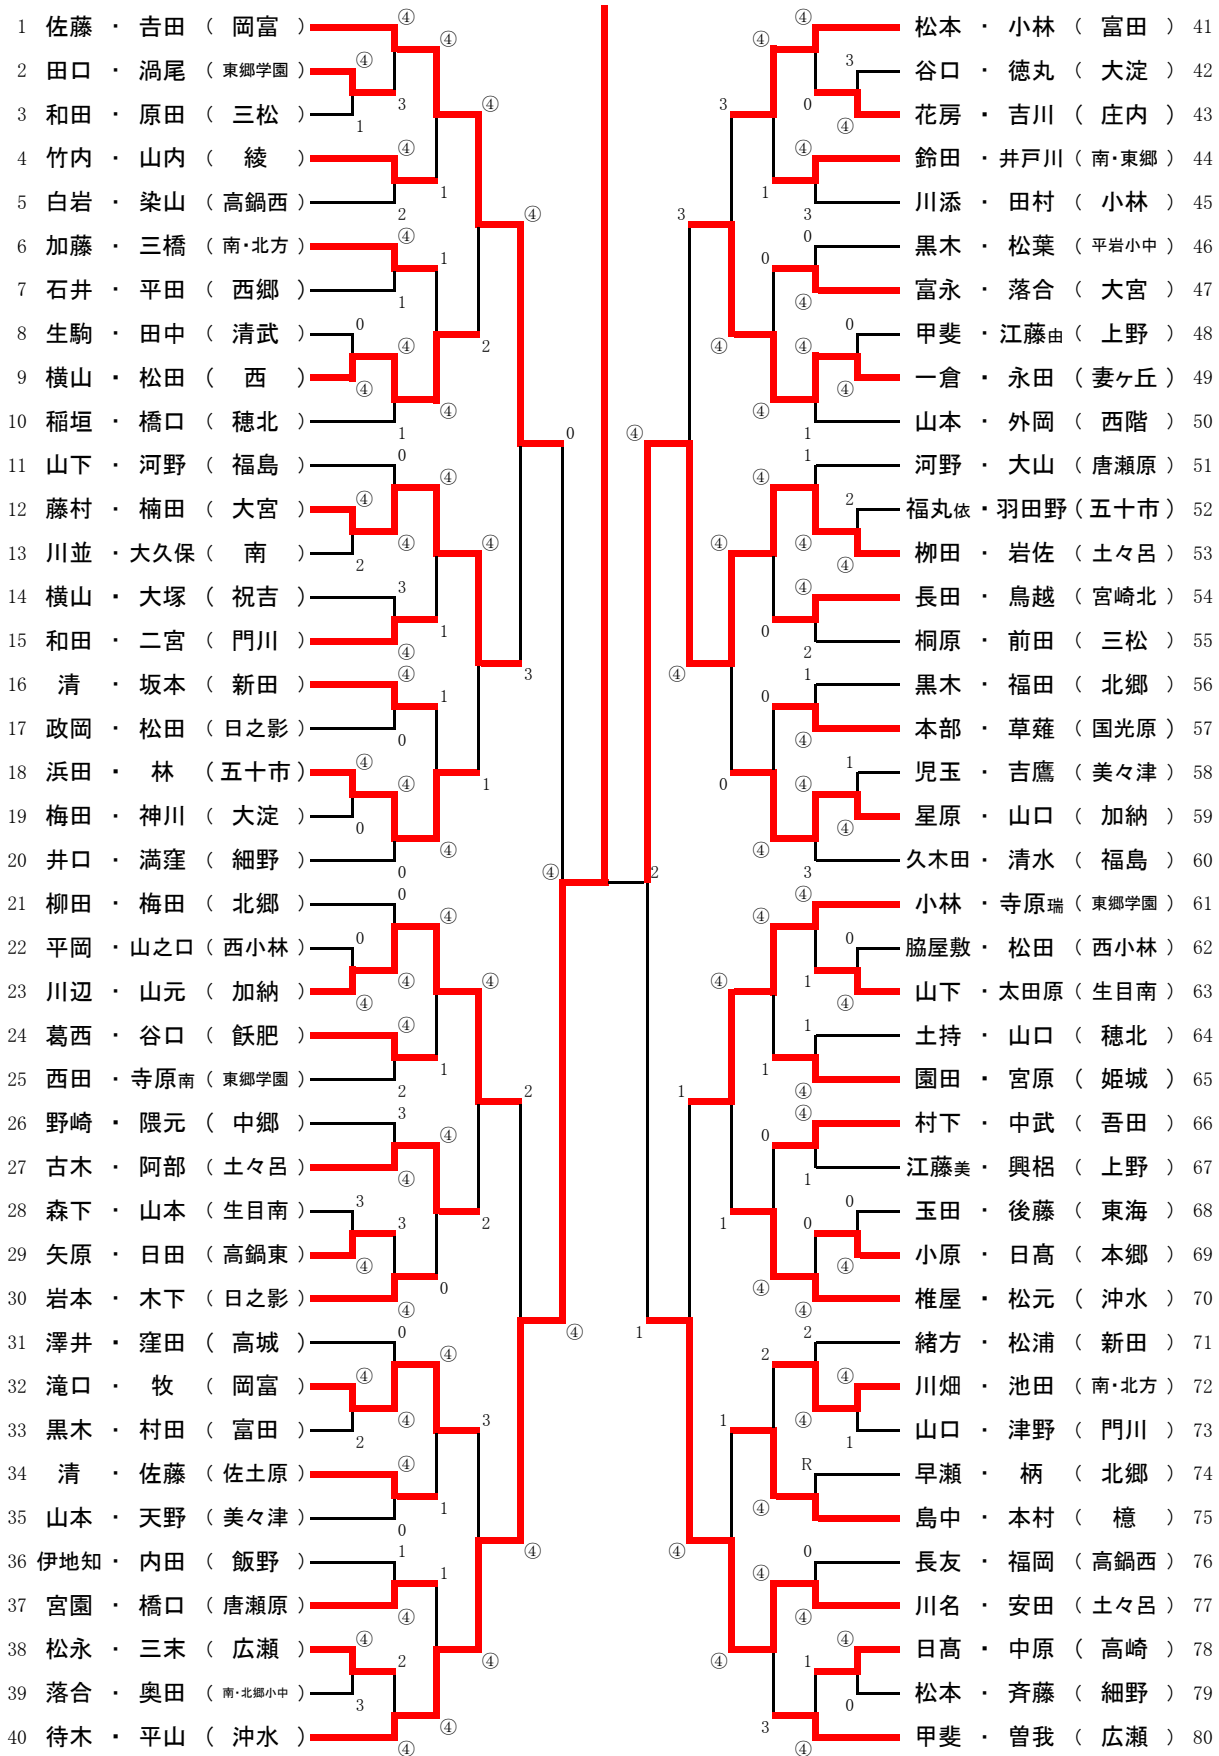 1 佐藤 ・ 吉田 ( 岡富 )
2 田口 ・ 渦尾 ( 東郷学園 )
3 和田 ・ 原田 ( 三松 )
4 竹内 ・ 山内 ( 綾 )
5 白岩 ・ 染山 ( 高鍋西 )
6 加藤 ・ 三橋 ( 南・北方 )
7 石井 ・ 平田 ( 西郷 )
8 生駒 ・ 田中 ( 清武 )
9 横山 ・ 松田 ( 西 )
10 稲垣 ・ 橋口 ( 穂北 )
11 山下 ・ 河野 ( 福島 )
12 藤村 ・ 楠田 ( 大宮 )
13 川並 ・ 大久保 ( 南 )
14 横山 ・ 大塚 ( 祝吉 )
15 和田 ・ 二宮 ( 門川 )
16 清 ・ 坂本 ( 新田 )
17 政岡 ・ 松田 ( 日之影 )
18 浜田 ・ 林 ( 五十市 )
19 梅田 ・ 神川 ( 大淀 )
20 井口 ・ 満窪 ( 細野 )
21 柳田 ・ 梅田 ( 北郷 )
22 平岡 ・ 山之口 ( 西小林 )
23 川辺 ・ 山元 ( 加納 )
24 葛西 ・ 谷口 ( 飫肥 )
25 西田 ・ 寺原南 ( 東郷学園 )
26 野崎 ・ 隈元 ( 中郷 )
27 古木 ・ 阿部 ( 土々呂 )
28 森下 ・ 山本 ( 生目南 )
29 矢原 ・ 日田 ( 高鍋東 )
30 岩本 ・ 木下 ( 日之影 )
31 澤井 ・ 窪田 ( 高城 )
32 滝口 ・ 牧 ( 岡富 )
33 黒木 ・ 村田 ( 富田 )
34 清 ・ 佐藤 ( 佐土原 )
35 山本 ・ 天野 ( 美々津 )
36 伊地知 ・ 内田 ( 飯野 )
37 宮園 ・ 橋口 ( 唐瀬原 )
38 松永 ・ 三末 ( 広瀬 )
39 落合 ・ 奥田 ( 南・北郷小中 )
40 待木 ・ 平山 ( 沖水 )
松本 ・ 小林 ( 富田 ) 41
谷口 ・ 徳丸 ( 大淀 ) 42
花房 ・ 吉川 ( 庄内 ) 43
鈴田 ・ 井戸川 ( 南・東郷 ) 44
川添 ・ 田村 ( 小林 ) 45
黒木 ・ 松葉 ( 平岩小中 ) 46
富永 ・ 落合 ( 大宮 ) 47
甲斐 ・ 江藤由 ( 上野 ) 48
一倉 ・ 永田 ( 妻ヶ丘 ) 49
山本 ・ 外岡 ( 西階 ) 50
河野 ・ 大山 ( 唐瀬原 ) 51
福丸依 ・ 羽田野 ( 五十市 ) 52
栁田 ・ 岩佐 ( 土々呂 ) 53
長田 ・ 鳥越 ( 宮崎北 ) 54
桐原 ・ 前田 ( 三松 ) 55
黒木 ・ 福田 ( 北郷 ) 56
本部 ・ 草薙 ( 国光原 ) 57
児玉 ・ 吉鷹 ( 美々津 ) 58
星原 ・ 山口 ( 加納 ) 59
久木田 ・ 清水 ( 福島 ) 60
小林 ・ 寺原瑞 ( 東郷学園 ) 61
脇屋敷 ・ 松田 ( 西小林 ) 62
山下 ・ 太田原 ( 生目南 ) 63
土持 ・ 山口 ( 穂北 ) 64
園田 ・ 宮原 ( 姫城 ) 65
村下 ・ 中武 ( 吾田 ) 66
江藤美 ・ 興梠 ( 上野 ) 67
玉田 ・ 後藤 ( 東海 ) 68
小原 ・ 日髙 ( 本郷 ) 69
椎屋 ・ 松元 ( 沖水 ) 70
緒方 ・ 松浦 ( 新田 ) 71
川畑 ・ 池田 ( 南・北方 ) 72
山口 ・ 津野 ( 門川 ) 73
早瀬 ・ 柄 ( 北郷 ) 74
島中 ・ 本村 ( 檍 ) 75
長友 ・ 福岡 ( 高鍋西 ) 76
川名 ・ 安田 ( 土々呂 ) 77
日髙 ・ 中原 ( 高崎 ) 78
松本 ・ 斉藤 ( 細野 ) 79
甲斐 ・ 曽我 ( 広瀬 ) 80